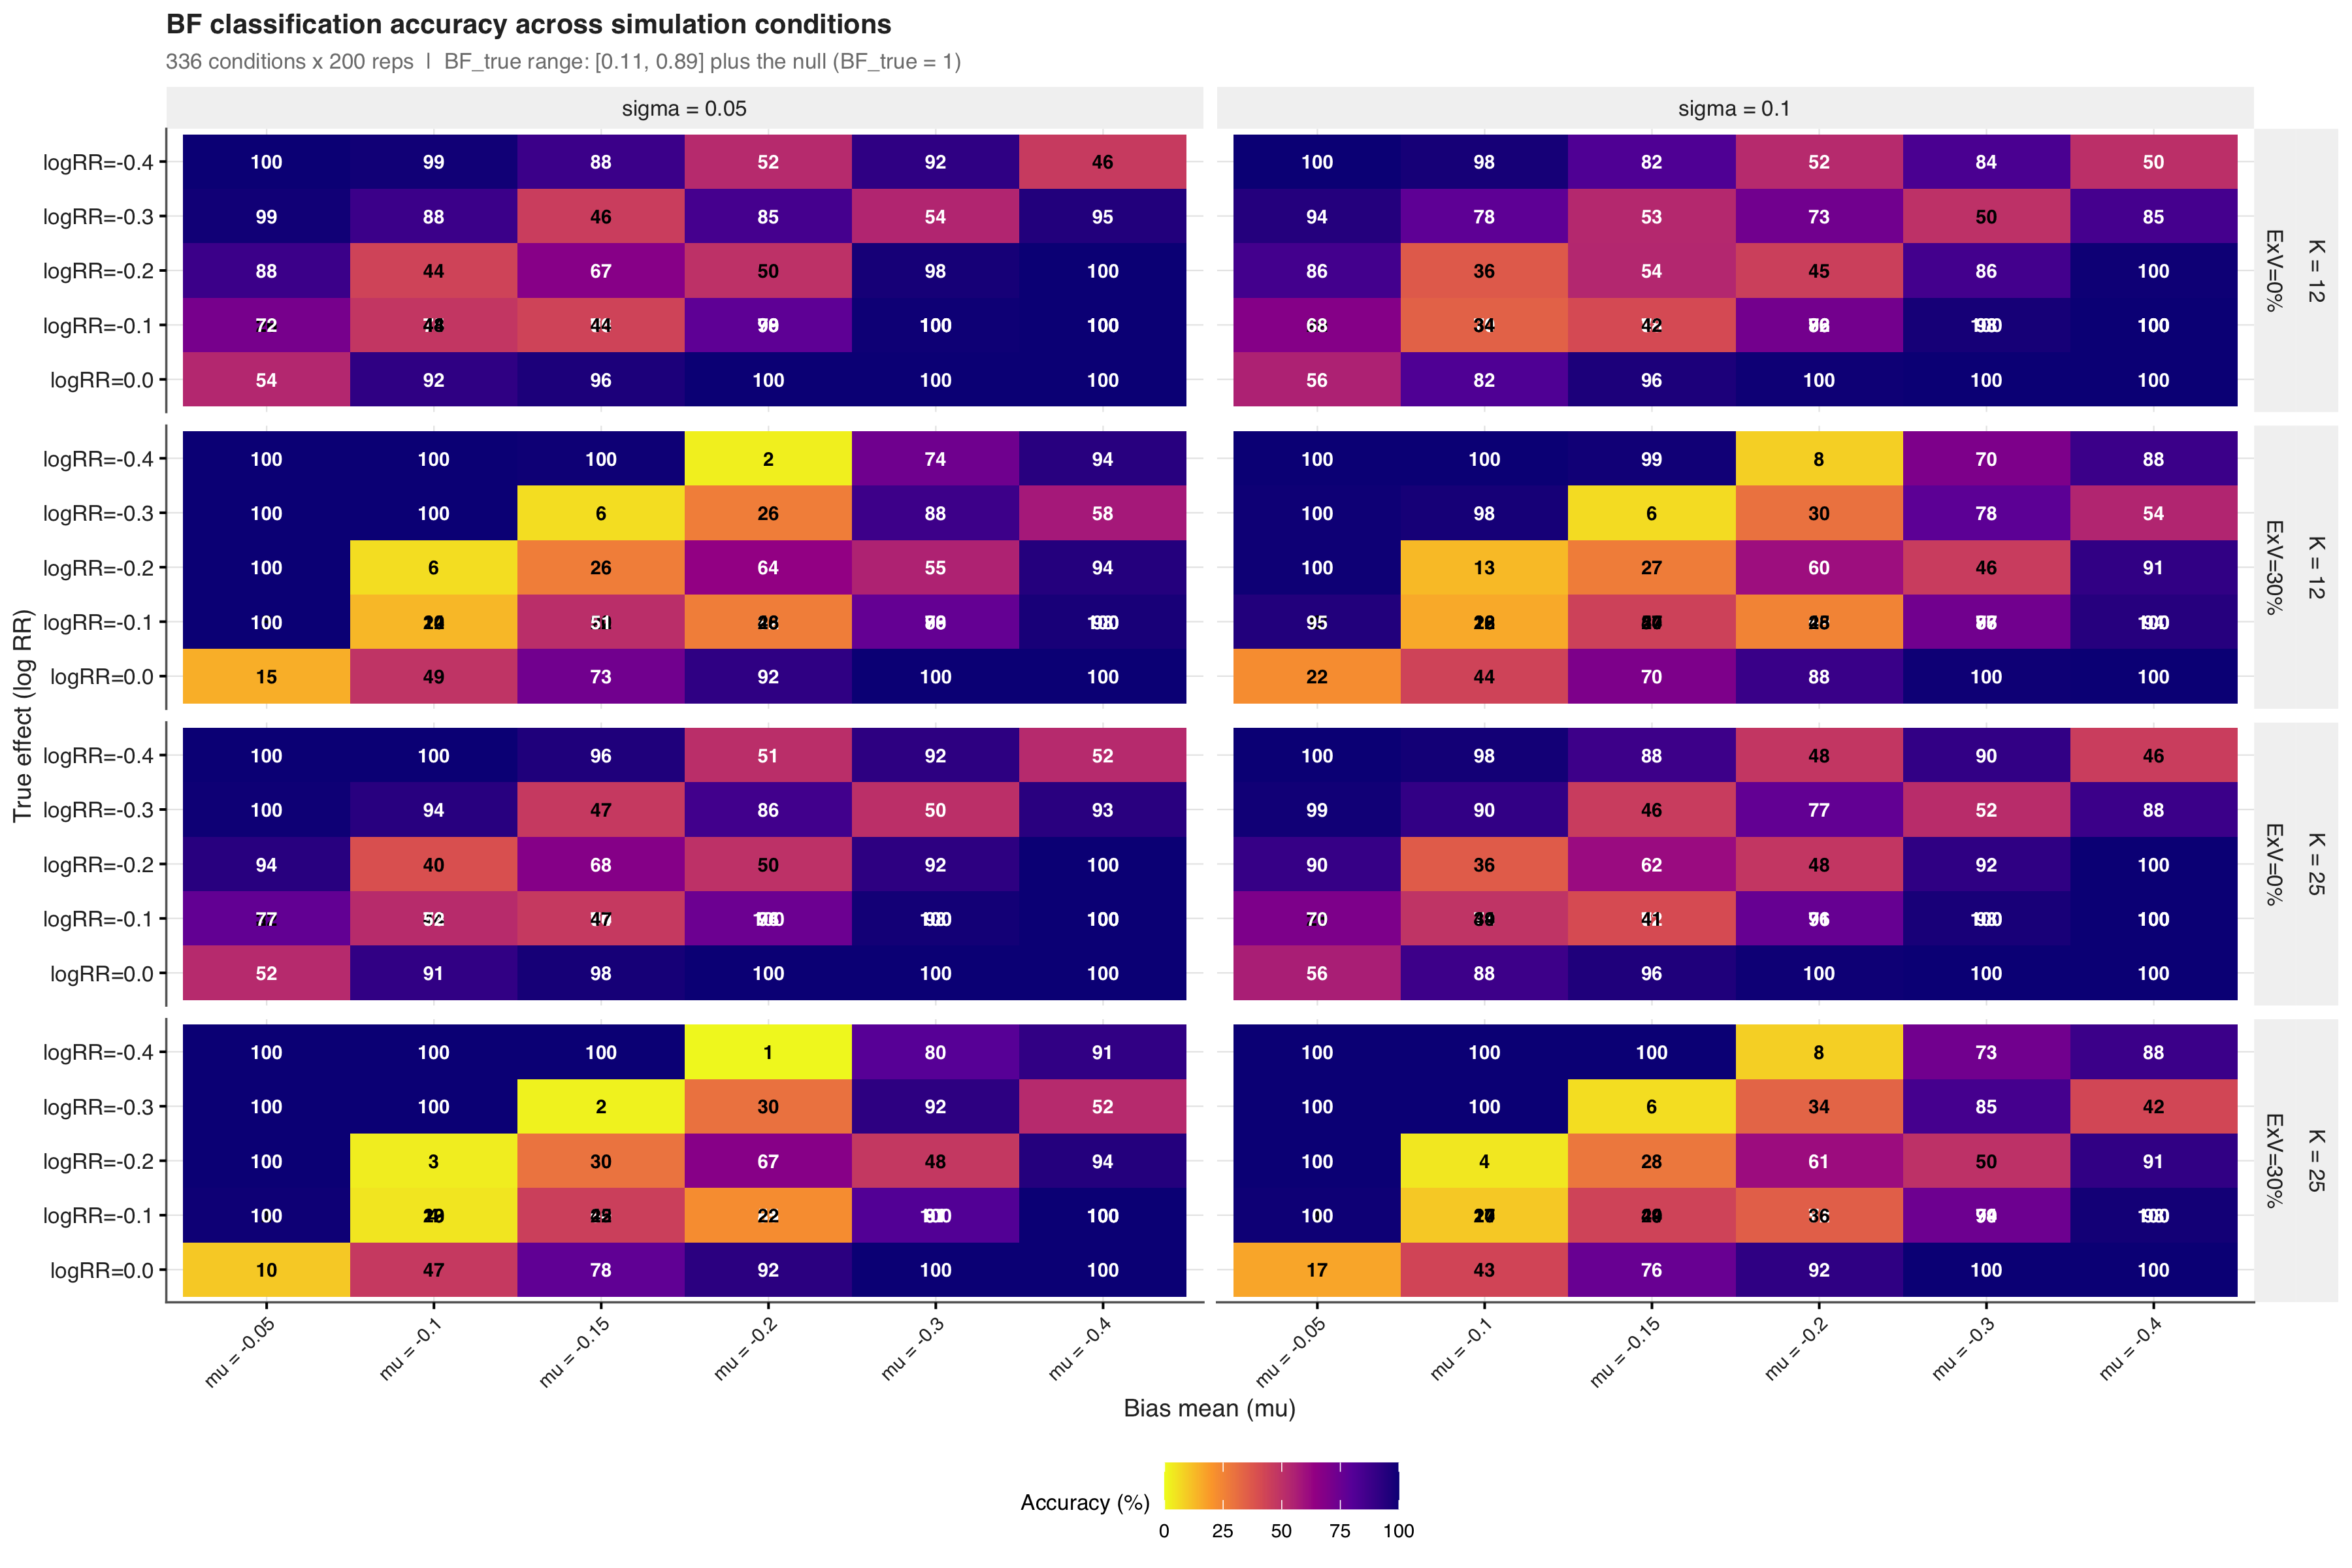 BF classification accuracy across simulation conditions
336 conditions x 200 reps | BF_true range: [0.11, 0.89] plus the null (BF_true = 1)
sigma = 0.05 sigma = 0.1
True effect (log RR)
K = 12
ExV=0%
logRR=-0.4 100 99 88 52 92 46 100 98 82 52 84 50
logRR=-0.3 99 88 46 85 54 95 94 78 53 73 50 85
logRR=-0.2 88 44 67 50 98 100 86 36 54 45 86 100
logRR=-0.1 72 44 100 100 68 34 42 100
logRR=0.0 54 92 96 100 100 100 56 82 96 100 100 100
K = 12
ExV=30%
logRR=-0.4 100 100 100 2 74 94 100 100 99 8 70 88
logRR=-0.3 100 100 6 26 88 58 100 98 6 30 78 54
logRR=-0.2 100 6 26 64 55 94 100 13 27 60 46 91
logRR=-0.1 100 51 95
logRR=0.0 15 49 73 92 100 100 22 44 70 88 100 100
K = 25
ExV=0%
logRR=-0.4 100 100 96 51 92 52 100 98 88 48 90 46
logRR=-0.3 100 94 47 86 50 93 99 90 46 77 52 88
logRR=-0.2 94 40 68 50 92 100 90 36 62 48 92 100
logRR=-0.1 77 52 47 100 70 41 100
logRR=0.0 52 91 98 100 100 100 56 88 96 100 100 100
K = 25
ExV=30%
logRR=-0.4 100 100 100 1 80 91 100 100 100 8 73 88
logRR=-0.3 100 100 2 30 92 52 100 100 6 34 85 42
logRR=-0.2 100 3 30 67 48 94 100 4 28 61 50 91
logRR=-0.1 100 22 100 100 36
logRR=0.0 10 47 78 92 100 100 17 43 76 92 100 100
mu = -0.05 mu = -0.1 mu = -0.15 mu = -0.2 mu = -0.3 mu = -0.4 mu = -0.05 mu = -0.1 mu = -0.15 mu = -0.2 mu = -0.3 mu = -0.4
Bias mean (mu)
Accuracy (%)
0 25 50 75 100